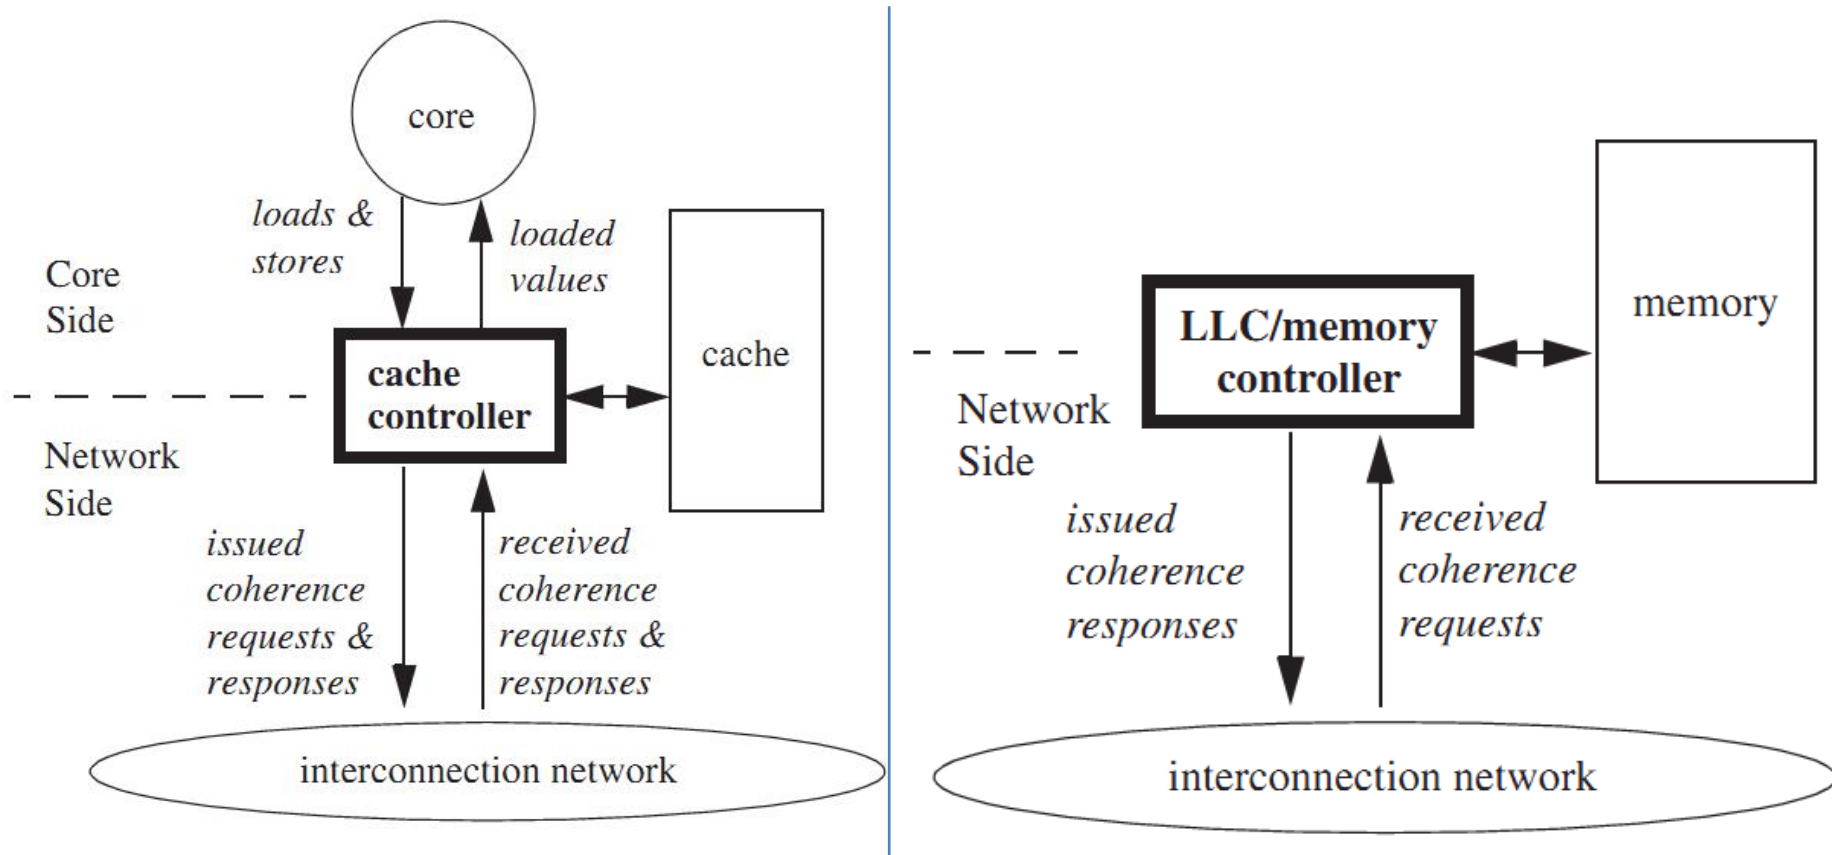 core
loads &
stores
loaded
values
Core
Side
cache
controller
cache
Network
Side
issued
coherence
requests &
responses
received
coherence
requests &
responses
interconnection network
LLC/memory
controller
memory
Network
Side
issued
coherence
responses
received
coherence
requests
interconnection network